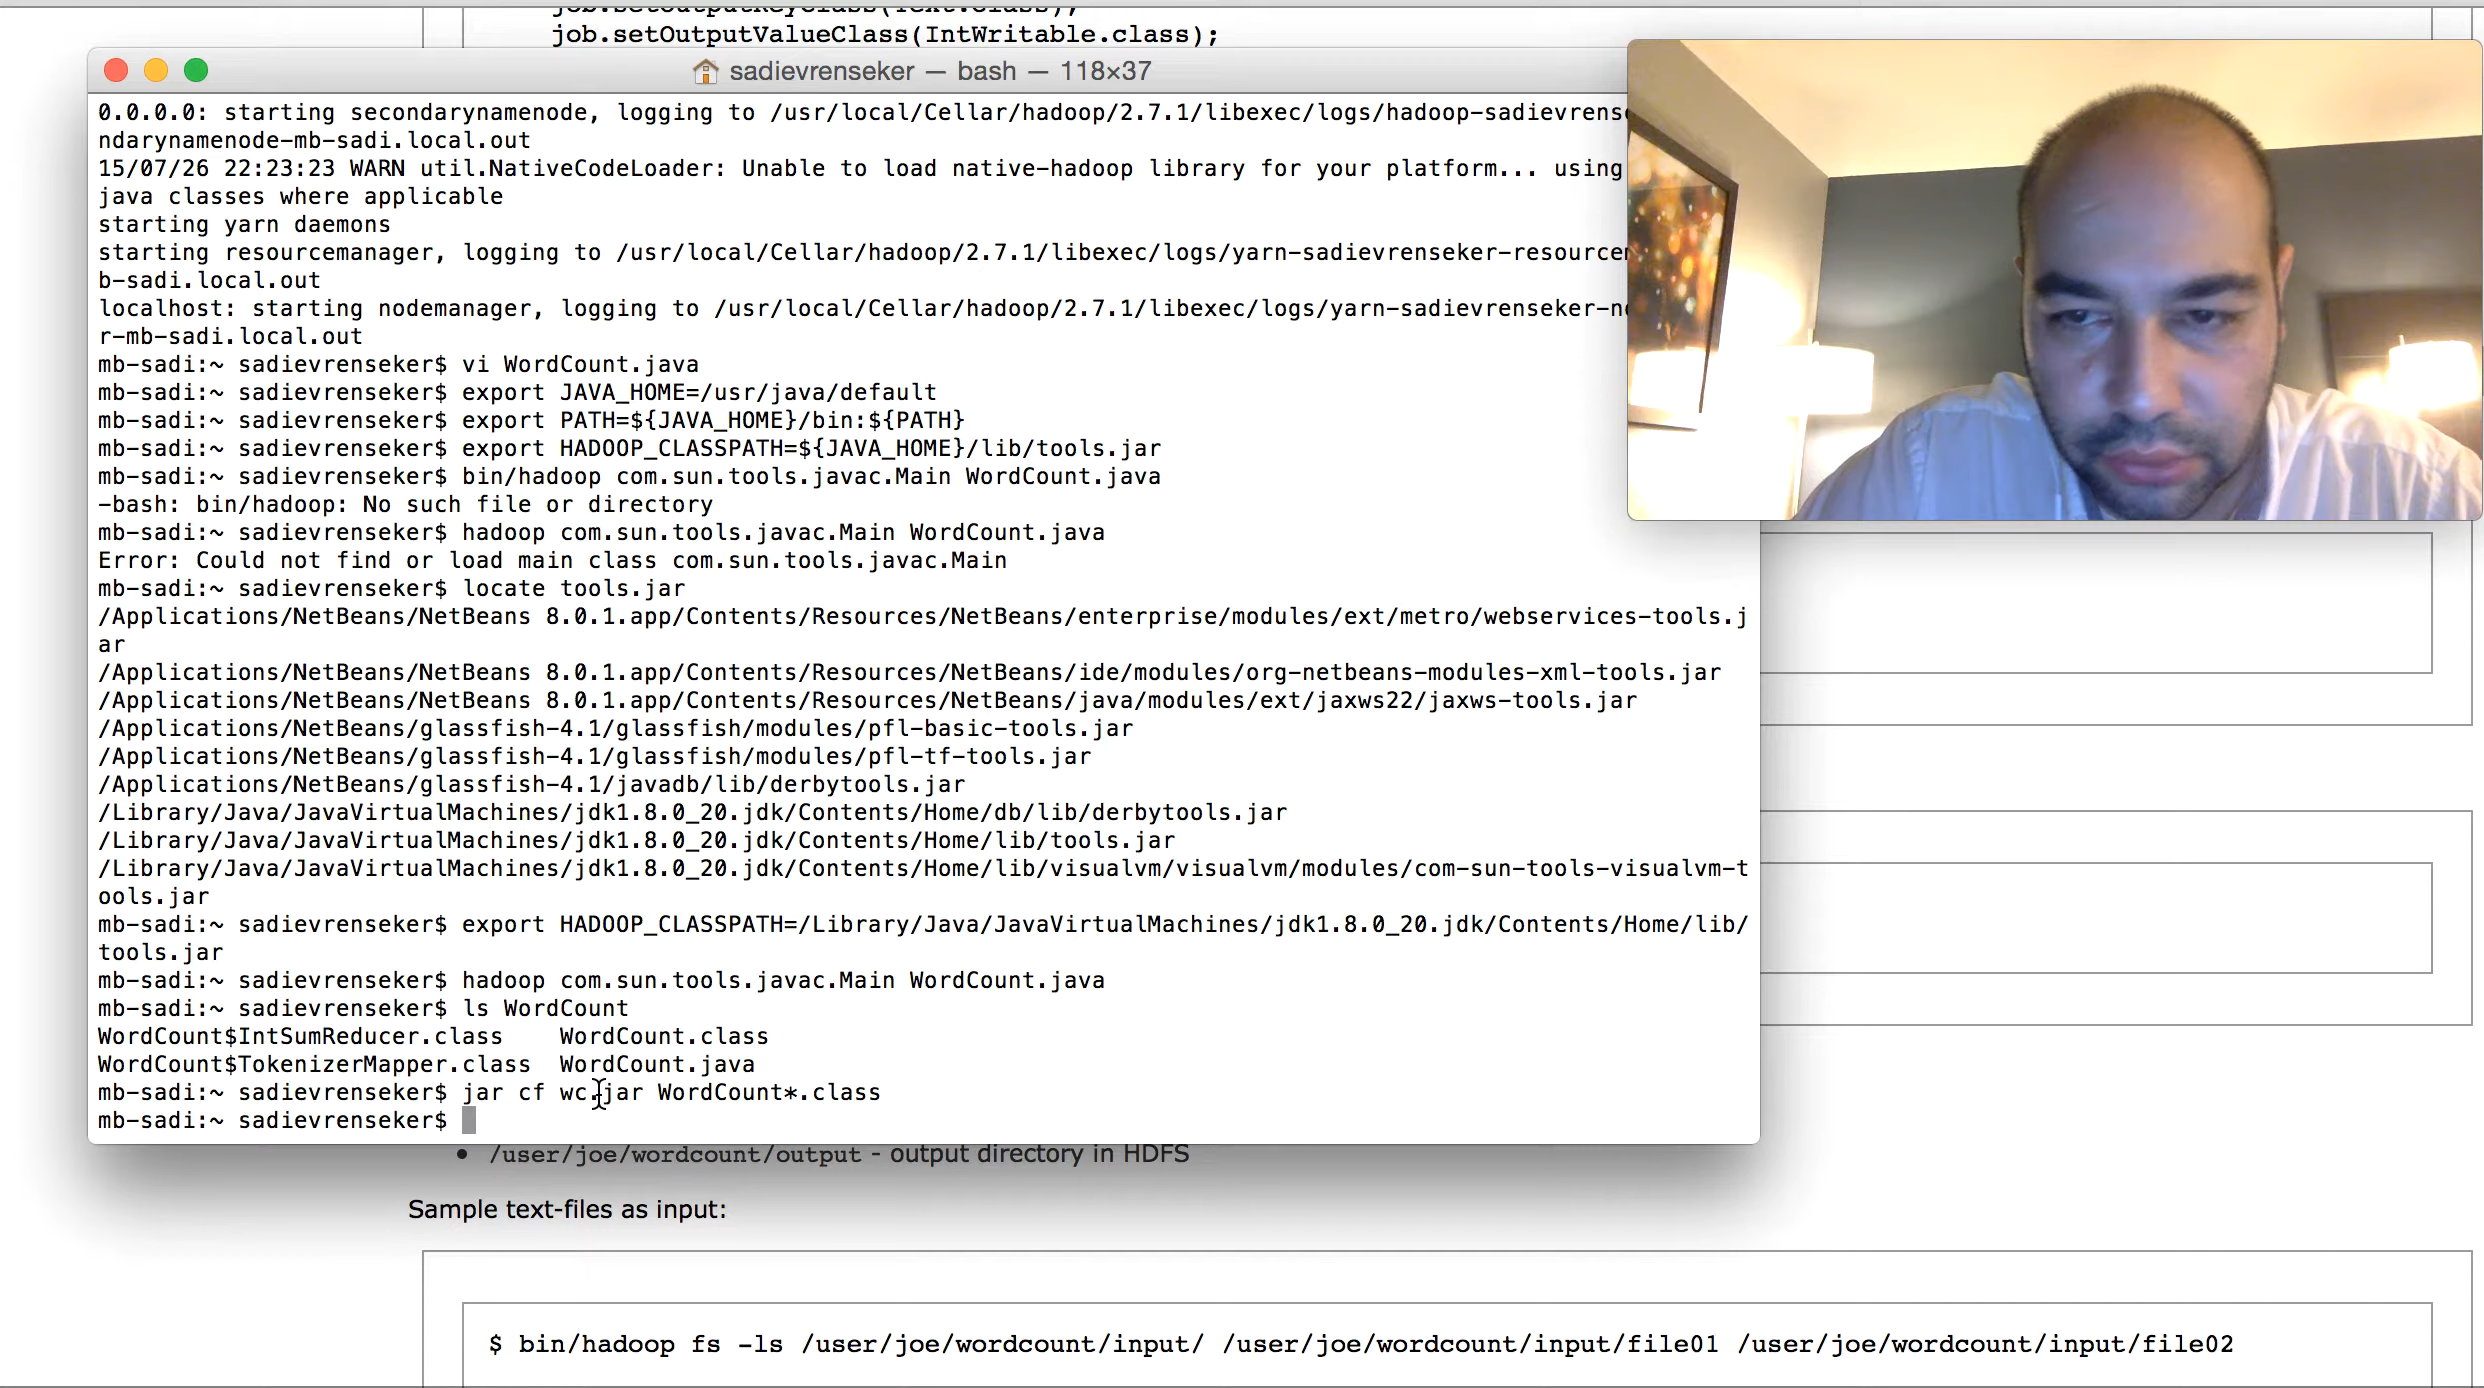 job.setOutputKeyClass(Text.class);
job.setOutputValueClass(IntWritable.class);
sadievrenseker — bash — 118×37
0.0.0.0: starting secondarynamenode, logging to /usr/local/Cellar/hadoop/2.7.1/libexec/logs/hadoop-sadievrens
ndarynamenode-mb-sadi.local.out
15/07/26 22:23:23 WARN util.NativeCodeLoader: Unable to load native-hadoop library for your platform... using
java classes where applicable
starting yarn daemons
starting resourcemanager, logging to /usr/local/Cellar/hadoop/2.7.1/libexec/logs/yarn-sadievrenseker-resource
b-sadi.local.out
localhost: starting nodemanager, logging to /usr/local/Cellar/hadoop/2.7.1/libexec/logs/yarn-sadievrenseker-n
r-mb-sadi.local.out
mb-sadi:~ sadievrenseker$ vi WordCount.java
mb-sadi:~ sadievrenseker$ export JAVA_HOME=/usr/java/default
mb-sadi:~ sadievrenseker$ export PATH=${JAVA_HOME}/bin:${PATH}
mb-sadi:~ sadievrenseker$ export HADOOP_CLASSPATH=${JAVA_HOME}/lib/tools.jar
mb-sadi:~ sadievrenseker$ bin/hadoop com.sun.tools.javac.Main WordCount.java
-bash: bin/hadoop: No such file or directory
mb-sadi:~ sadievrenseker$ hadoop com.sun.tools.javac.Main WordCount.java
Error: Could not find or load main class com.sun.tools.javac.Main
mb-sadi:~ sadievrenseker$ locate tools.jar
/Applications/NetBeans/NetBeans 8.0.1.app/Contents/Resources/NetBeans/enterprise/modules/ext/metro/webservices-tools.j
ar
/Applications/NetBeans/NetBeans 8.0.1.app/Contents/Resources/NetBeans/ide/modules/org-netbeans-modules-xml-tools.jar
/Applications/NetBeans/NetBeans 8.0.1.app/Contents/Resources/NetBeans/java/modules/ext/jaxws22/jaxws-tools.jar
/Applications/NetBeans/glassfish-4.1/glassfish/modules/pfl-basic-tools.jar
/Applications/NetBeans/glassfish-4.1/glassfish/modules/pfl-tf-tools.jar
/Applications/NetBeans/glassfish-4.1/javadb/lib/derbytools.jar
/Library/Java/JavaVirtualMachines/jdk1.8.0_20.jdk/Contents/Home/db/lib/derbytools.jar
/Library/Java/JavaVirtualMachines/jdk1.8.0_20.jdk/Contents/Home/lib/tools.jar
/Library/Java/JavaVirtualMachines/jdk1.8.0_20.jdk/Contents/Home/lib/visualvm/visualvm/modules/com-sun-tools-visualvm-t
ools.jar
mb-sadi:~ sadievrenseker$ export HADOOP_CLASSPATH=/Library/Java/JavaVirtualMachines/jdk1.8.0_20.jdk/Contents/Home/lib/
tools.jar
mb-sadi:~ sadievrenseker$ hadoop com.sun.tools.javac.Main WordCount.java
mb-sadi:~ sadievrenseker$ ls WordCount
WordCount$IntSumReducer.class    WordCount.class
WordCount$TokenizerMapper.class  WordCount.java
mb-sadi:~ sadievrenseker$ jar cf wc.jar WordCount*.class
mb-sadi:~ sadievrenseker$
• /user/joe/wordcount/output - output directory in HDFS
Sample text-files as input:
$ bin/hadoop fs -ls /user/joe/wordcount/input/ /user/joe/wordcount/input/file01 /user/joe/wordcount/input/file02